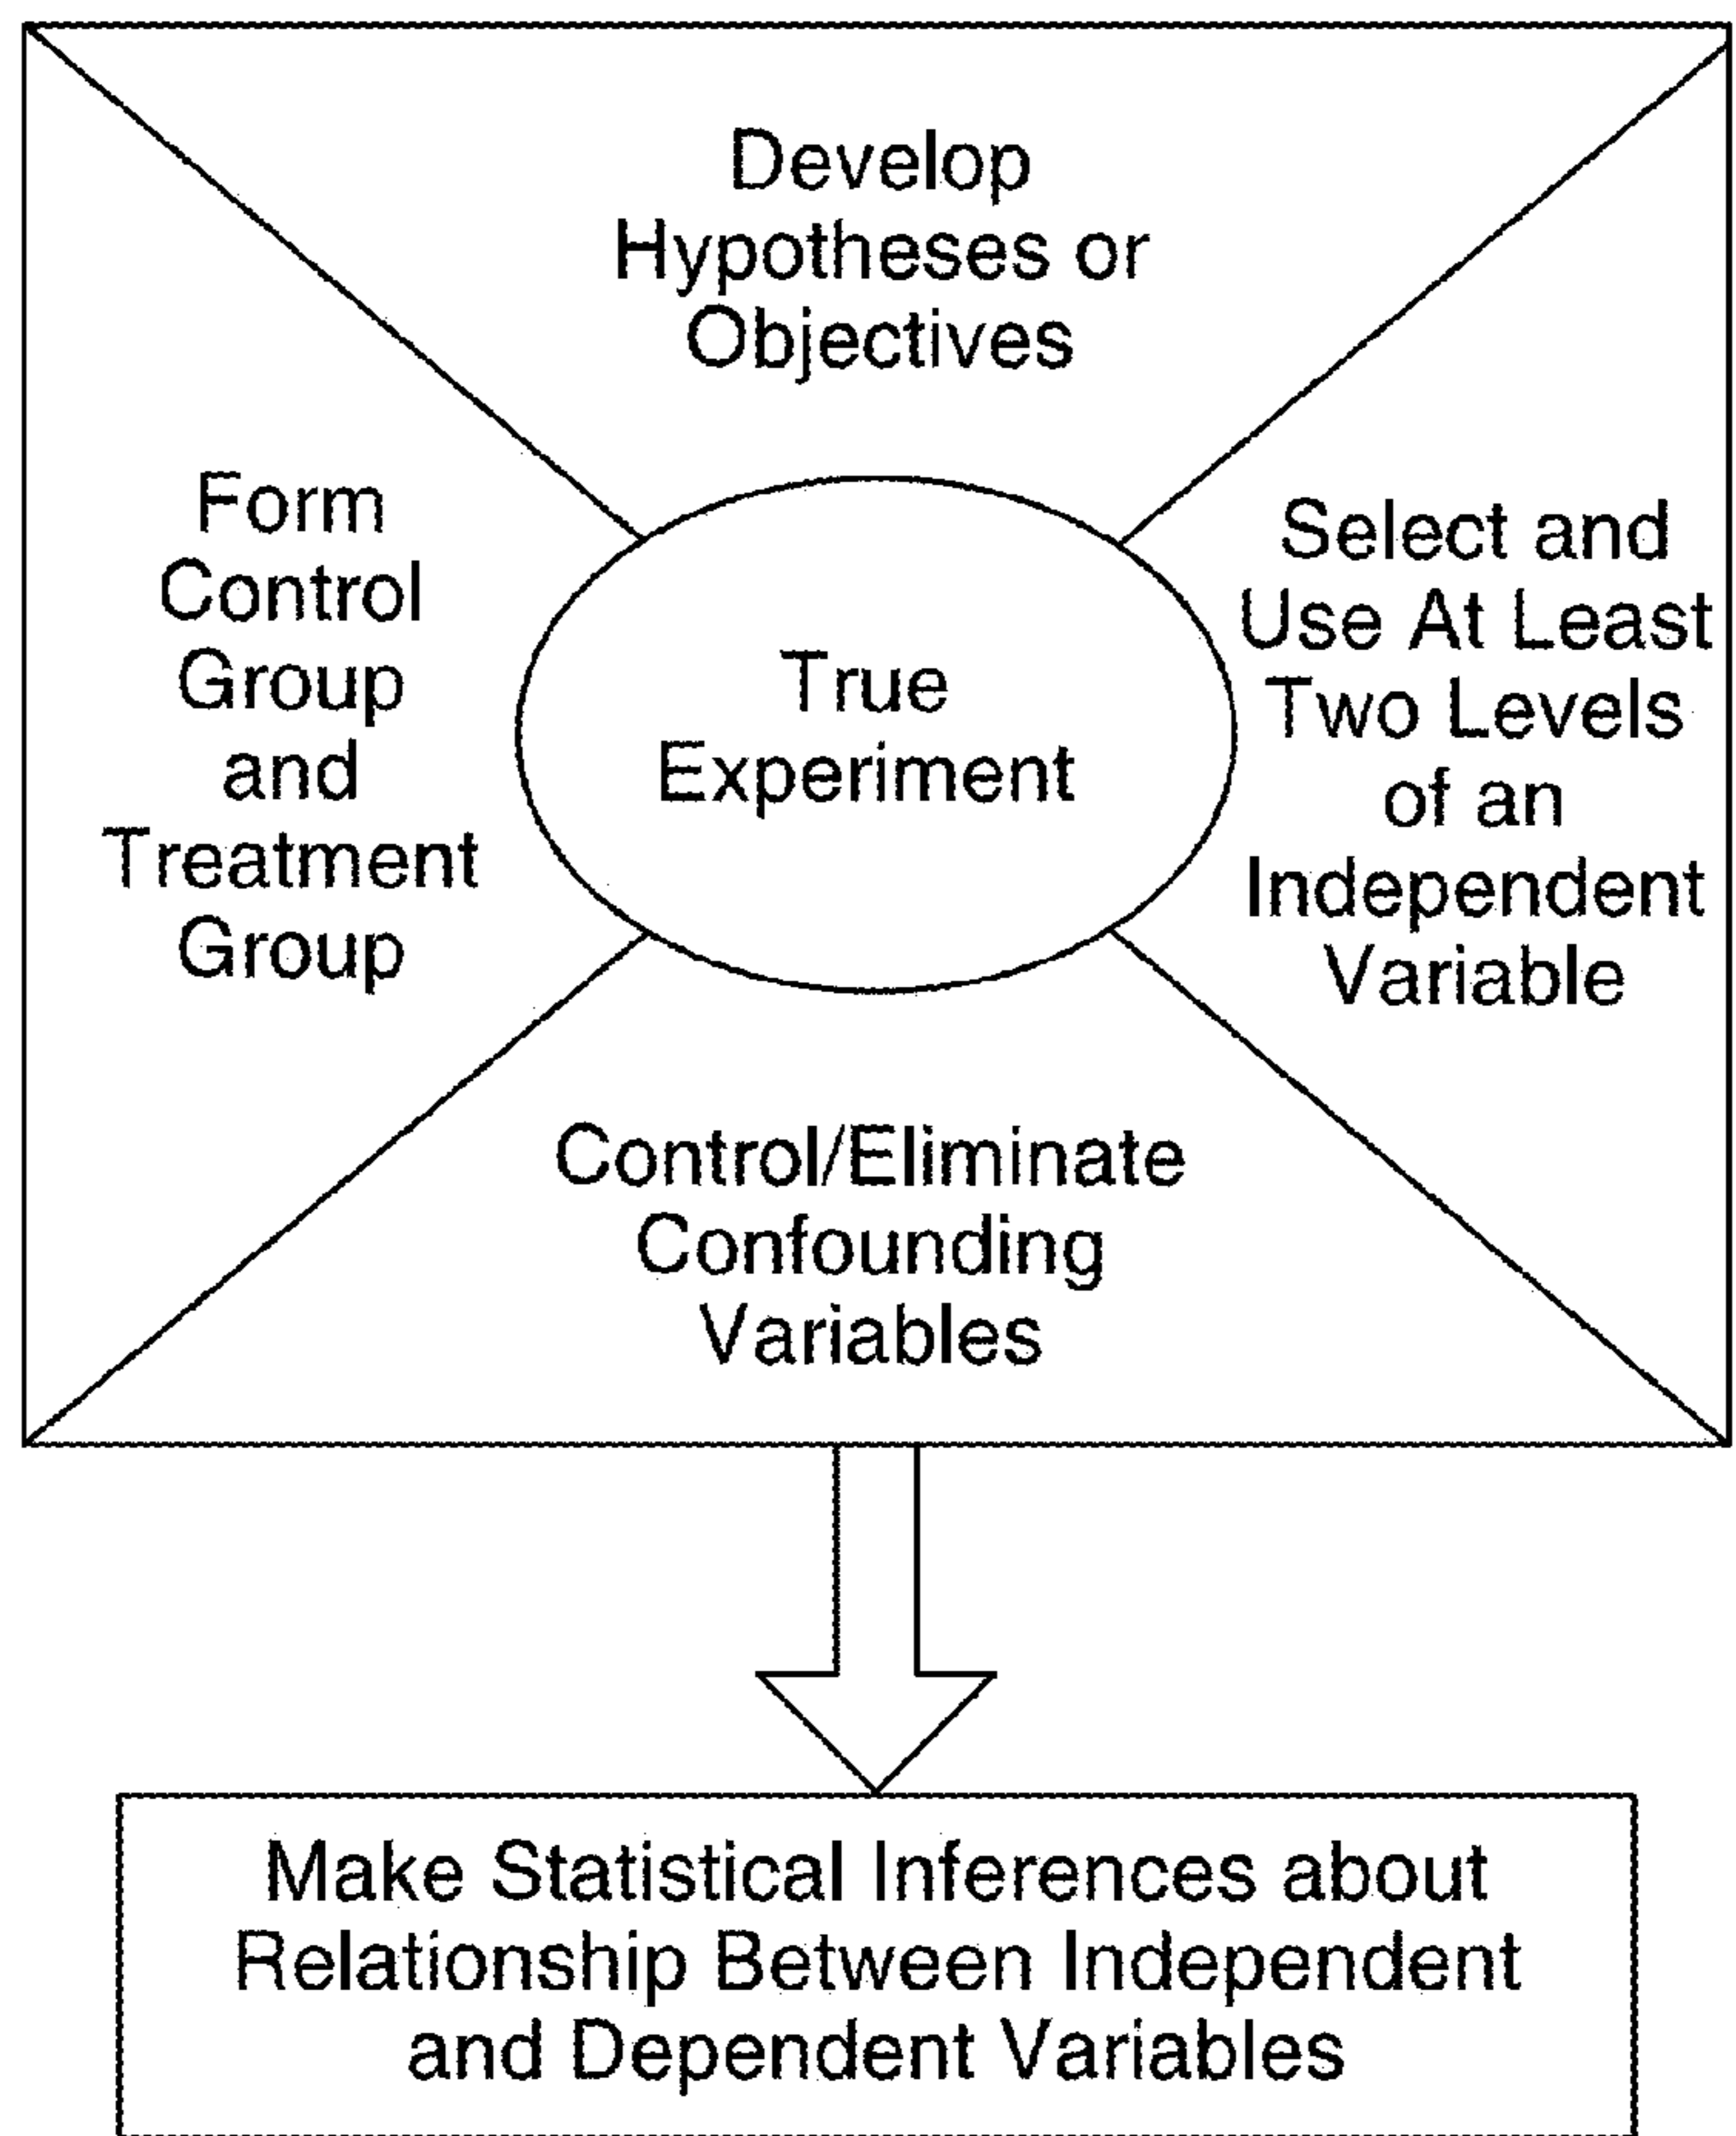 Develop
Hypotheses or
Objectives
Form
Control
Group
and
Treatment
Group
True
Experiment
Select and
Use At Least
Two Levels
of an
Independent
Variable
Control/Eliminate
Confounding
Variables
Make Statistical Inferences about
Relationship Between Independent
and Dependent Variables